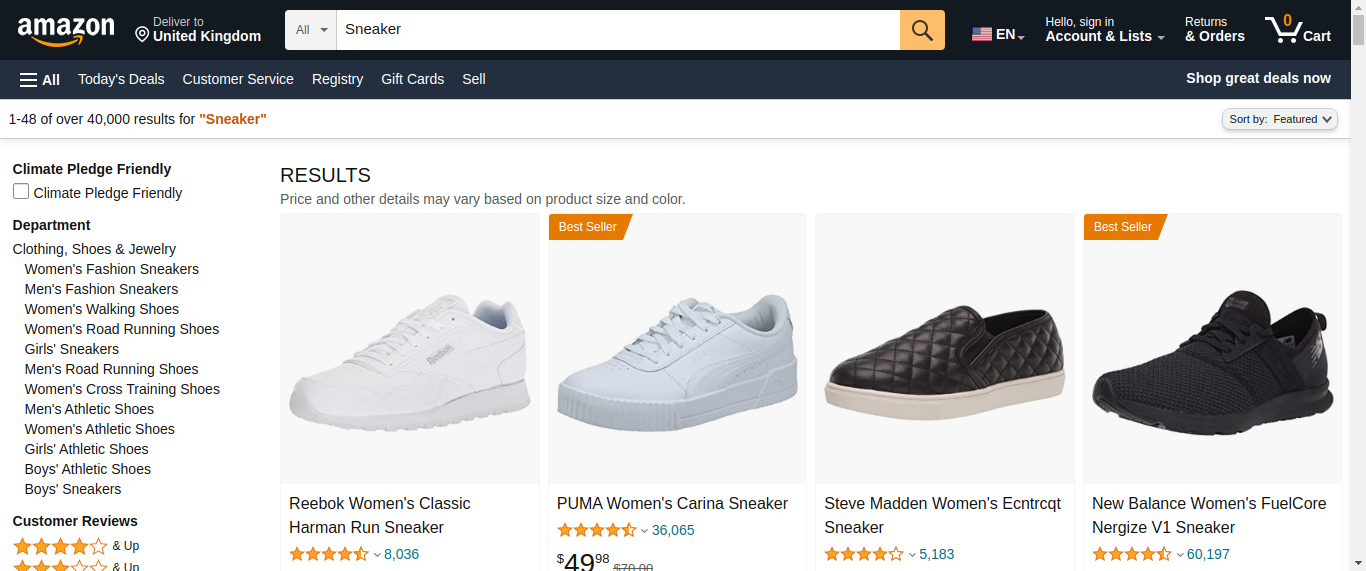 amazon
Deliver to
United Kingdom
All
Sneaker
EN
Hello, sign in
Account & Lists
Returns
& Orders
0
Cart
All
Today's Deals
Customer Service
Registry
Gift Cards
Sell
Shop great deals now
1-48 of over 40,000 results for "Sneaker"
Sort by: Featured
Climate Pledge Friendly
Climate Pledge Friendly
Department
Clothing, Shoes & Jewelry
Women's Fashion Sneakers
Men's Fashion Sneakers
Women's Walking Shoes
Women's Road Running Shoes
Girls' Sneakers
Men's Road Running Shoes
Women's Cross Training Shoes
Men's Athletic Shoes
Women's Athletic Shoes
Girls' Athletic Shoes
Boys' Athletic Shoes
Boys' Sneakers
Customer Reviews
& Up
& Up
RESULTS
Price and other details may vary based on product size and color.
Reebok
Reebok Women's Classic
Harman Run Sneaker
8,036
Best Seller
PUMA Women's Carina Sneaker
36,065
$49.98 $70.00
Steve Madden Women's Ecntrcqt
Sneaker
5,183
Best Seller
New Balance Women's FuelCore
Nergize V1 Sneaker
60,197